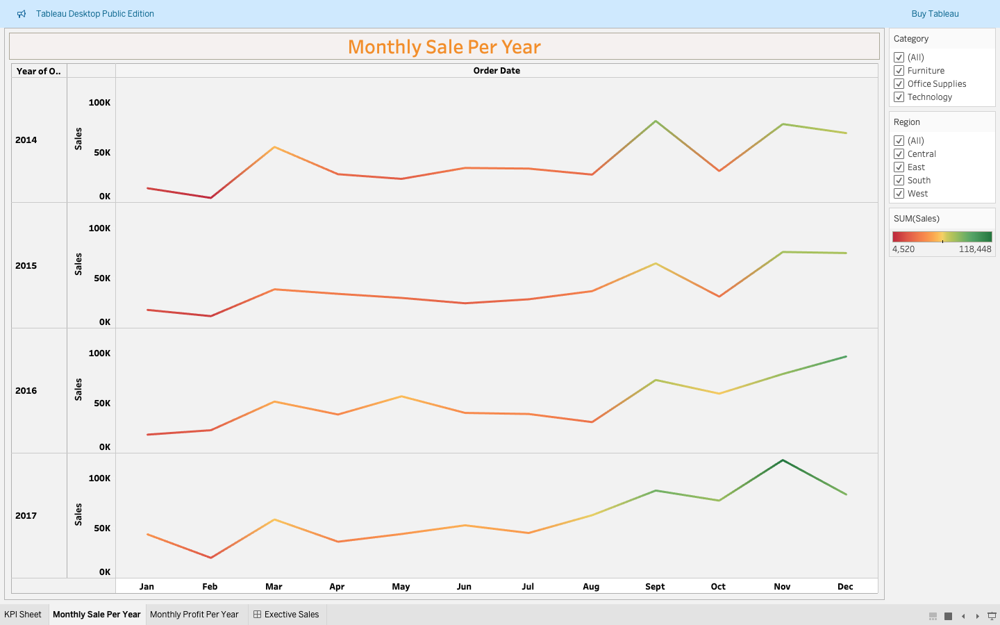 Tableau Desktop Public Edition
Buy Tableau
Monthly Sale Per Year
Year of O..
Order Date
2014
Sales
100K
50K
0K
2015
Sales
100K
50K
0K
2016
Sales
100K
50K
0K
2017
Sales
100K
50K
0K
Jan Feb Mar Apr May Jun Jul Aug Sept Oct Nov Dec
Category
(All)
Furniture
Office Supplies
Technology
Region
(All)
Central
East
South
West
SUM(Sales)
4,520 118,448
KPI Sheet Monthly Sale Per Year Monthly Profit Per Year Exective Sales